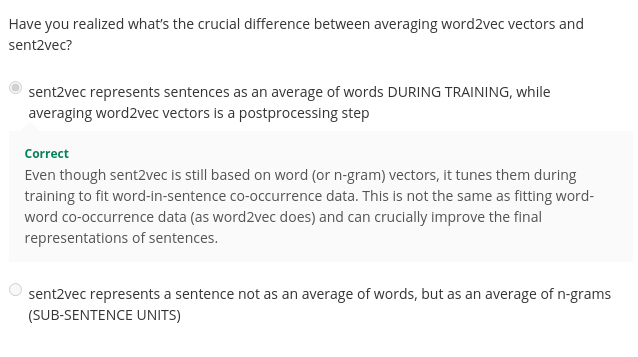 Have you realized what's the crucial difference between averaging word2vec vectors and
sent2vec?
sent2vec represents sentences as an average of words DURING TRAINING, while
averaging word2vec vectors is a postprocessing step
Correct
Even though sent2vec is still based on word (or n-gram) vectors, it tunes them during
training to fit word-in-sentence co-occurrence data. This is not the same as fitting word-
word co-occurrence data (as word2vec does) and can crucially improve the final
representations of sentences.
sent2vec represents a sentence not as an average of words, but as an average of n-grams
(SUB-SENTENCE UNITS)